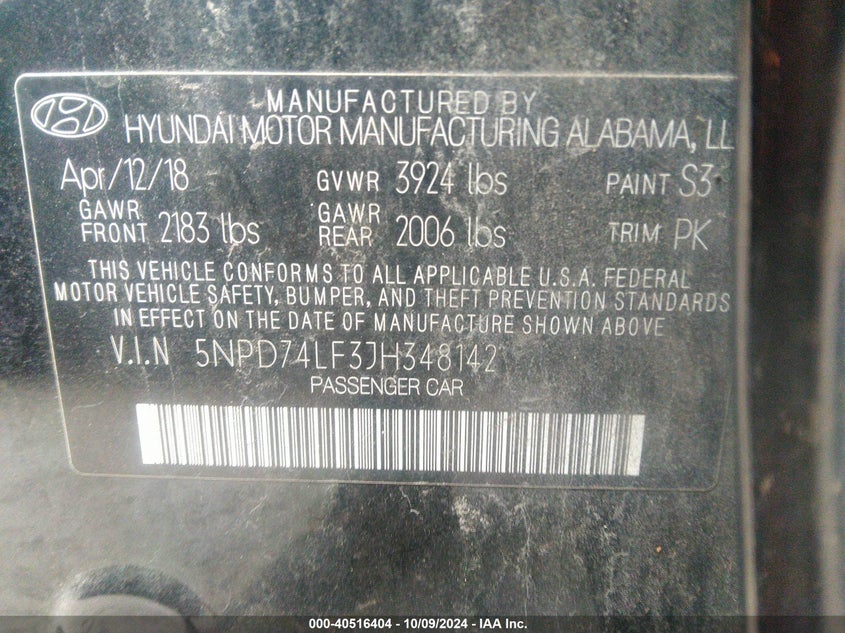 MANUFACTURED BY
HYUNDAI MOTOR MANUFACTURING ALABAMA, LL
Apr/12/18 GVWR 3924 lbs PAINT S3
GAWR FRONT 2183 lbs GAWR REAR 2006 lbs TRIM PK
THIS VEHICLE CONFORMS TO ALL APPLICABLE U.S.A. FEDERAL
MOTOR VEHICLE SAFETY, BUMPER, AND THEFT PREVENTION STANDARDS
IN EFFECT ON THE DATE OF MANUFACTURE SHOWN ABOVE
V.I.N 5NPD74LF3JH348142
PASSENGER CAR
000-40516404 - 10/09/2024 - IAA Inc.